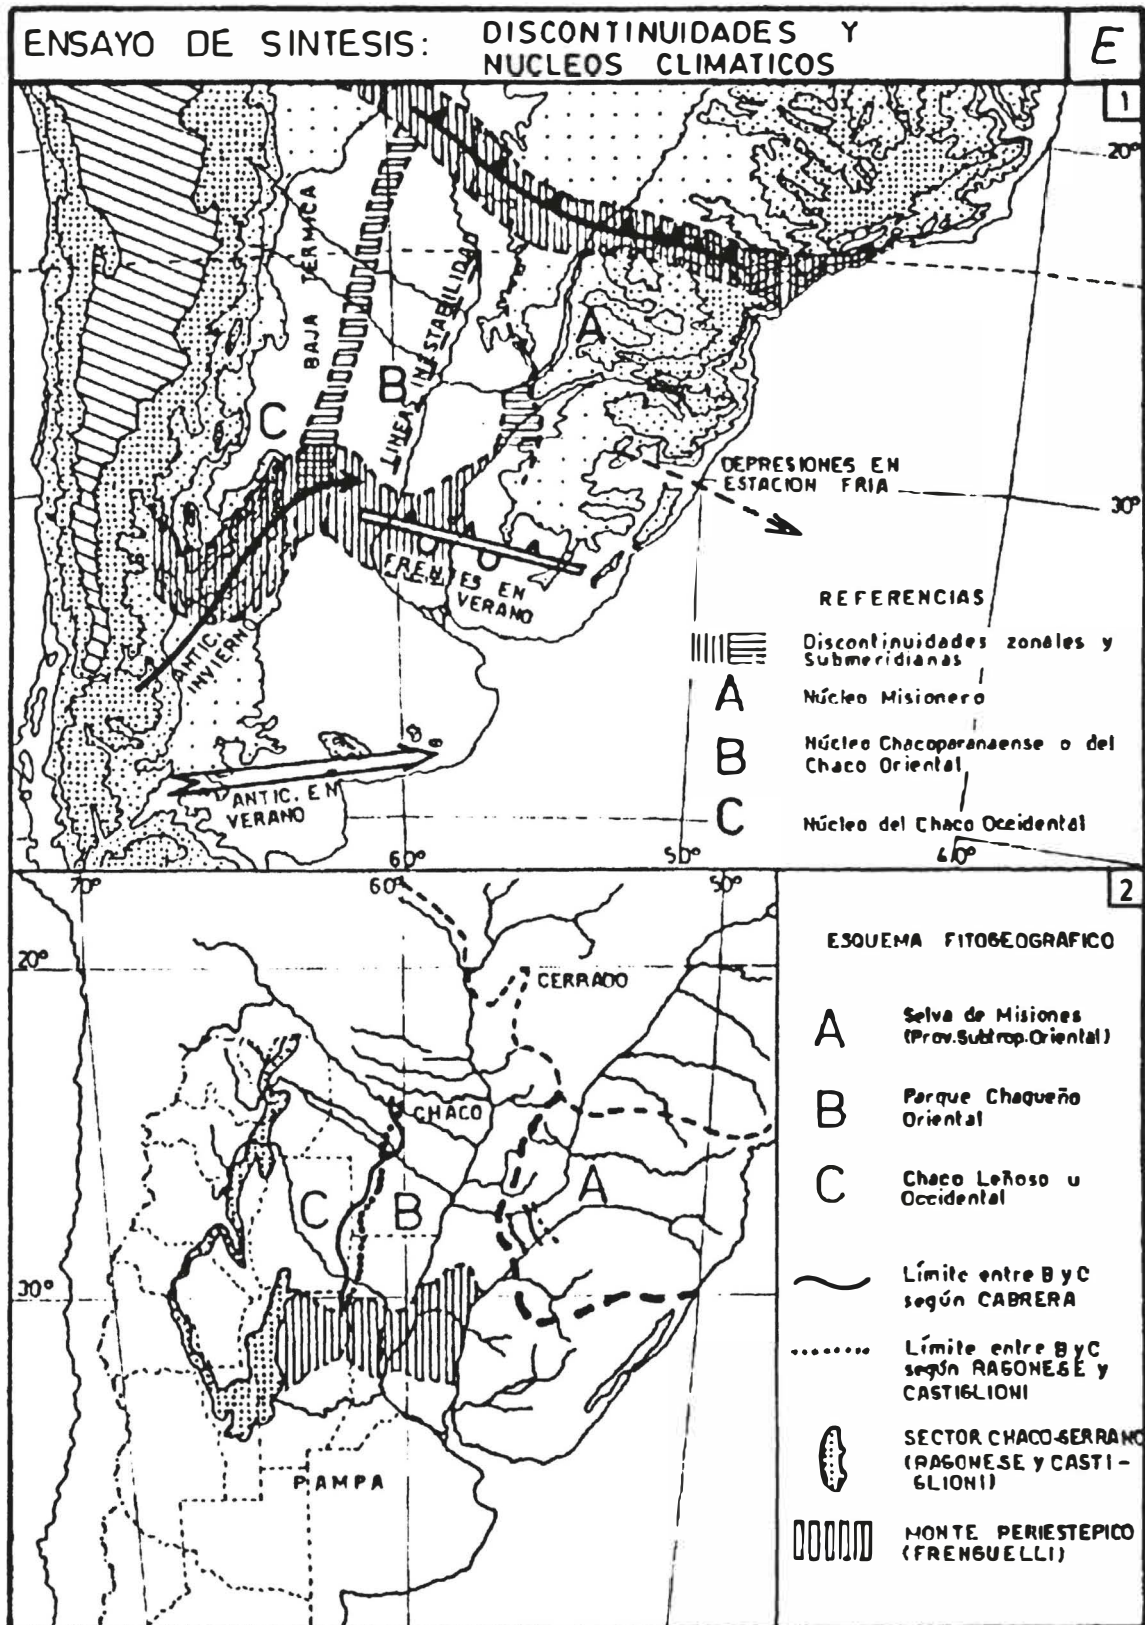 ENSAYO DE SINTESIS:
DISCONTINUIDADES Y
NUCLEOS CLIMATICOS
E
1
20°
BAJA TERMICA
LINEAS INESTABILIDAD
A
B
C
DEPRESIONES EN
ESTACION FRIA
30°
FRENTES EN
VERANO
ANTIC.
INVIERNO
ANTIC. EN
VERANO
REFERENCIAS
Discontinuidades zonales y
Submeridianas
A
Núcleo Misionero
B
Núcleo Chacoparanaense o del
Chaco Oriental
C
Núcleo del Chaco Occidental
60°
50°
40°
70°
60°
50°
2
20°
CERRADO
CHACO
A
C
B
30°
PAMPA
ESQUEMA FITOGEOGRAFICO
A
Selva de Misiones
(Prov.Subtrop.Oriental)
B
Parque Chaqueño
Oriental
C
Chaco Leñoso u
Occidental
Límite entre B y C
según CABRERA
Límite entre B y C
según RAGONESE y
CASTIGLIONI
SECTOR CHACO-SERRANO
(RAGONESE Y CASTI-
GLIONI)
MONTE PERIESTEPICO
(FRENGUELLI)